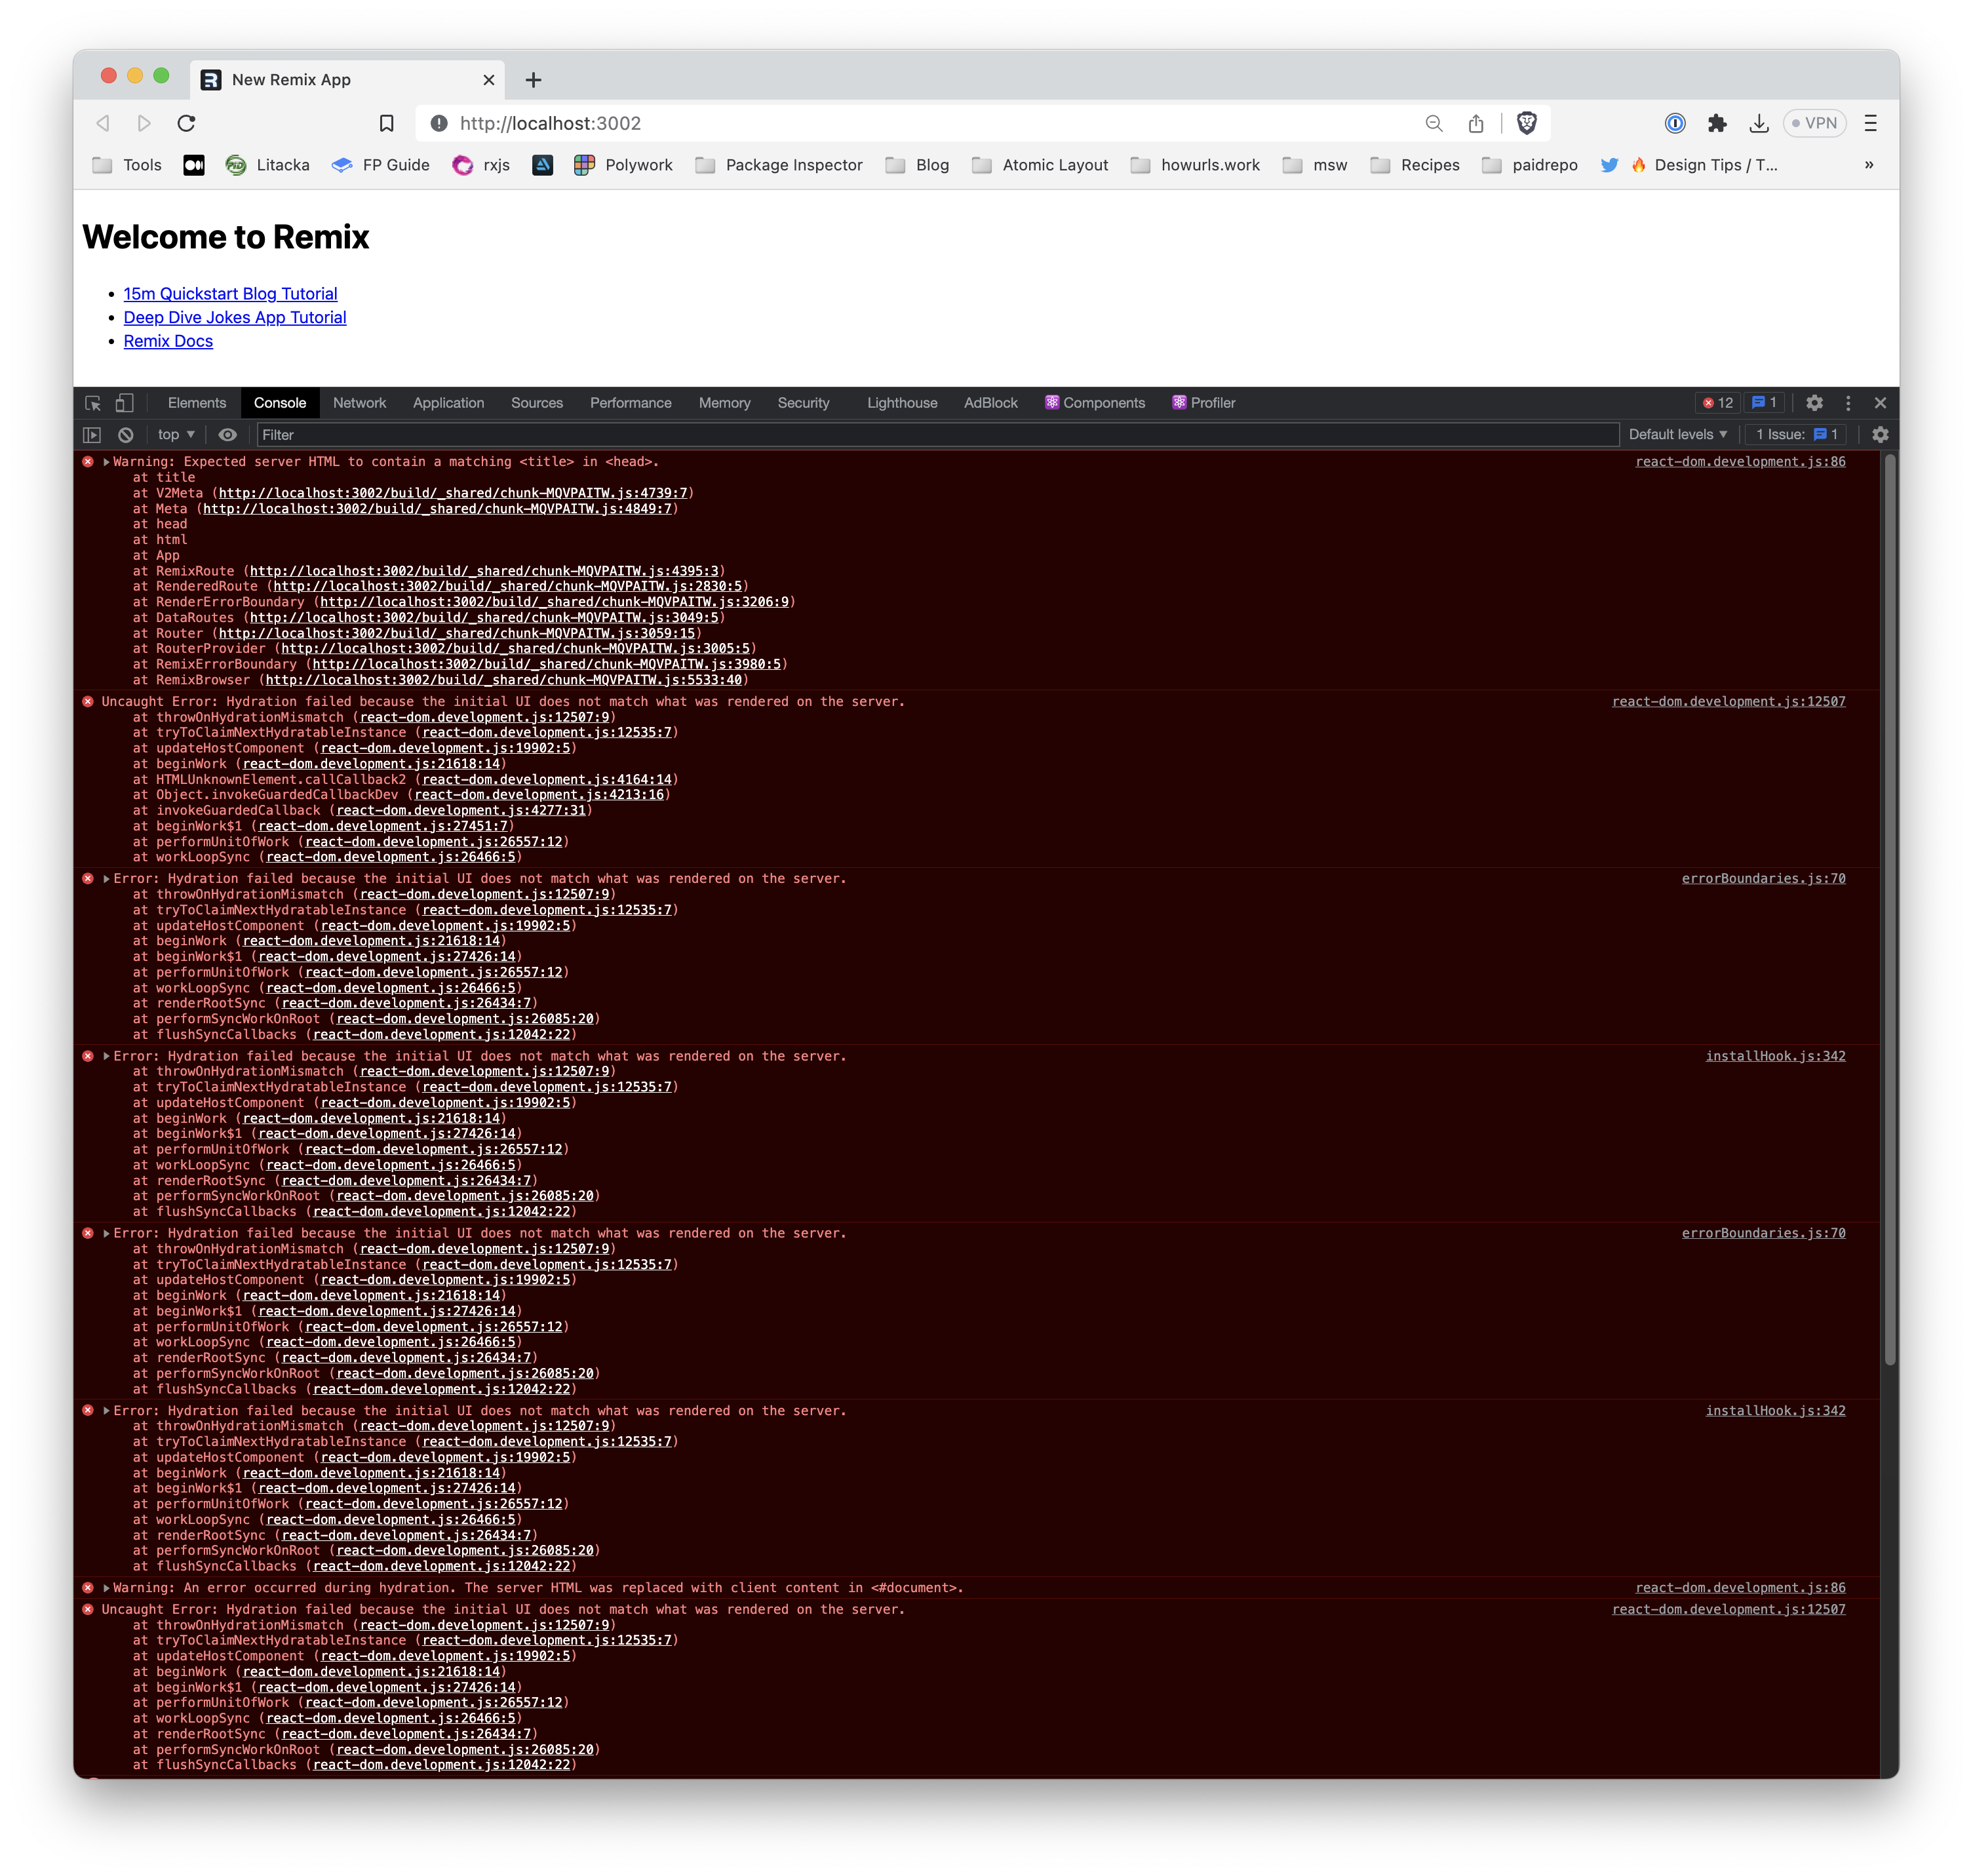 New Remix App
http://localhost:3002
VPN
Tools
Litacka
FP Guide
rxjs
Polywork
Package Inspector
Blog
Atomic Layout
howurls.work
msw
Recipes
paidrepo
Design Tips / T...
»
Welcome to Remix
15m Quickstart Blog Tutorial
Deep Dive Jokes App Tutorial
Remix Docs
Elements Console Network Application Sources Performance Memory Security Lighthouse AdBlock Components Profiler 12 1
top Filter Default levels 1 Issue: 1
Warning: Expected server HTML to contain a matching <title> in <head>. react-dom.development.js:86
at title
at V2Meta (http://localhost:3002/build/_shared/chunk-MQVPAITW.js:4739:7)
at Meta (http://localhost:3002/build/_shared/chunk-MQVPAITW.js:4849:7)
at head
at html
at App
at RemixRoute (http://localhost:3002/build/_shared/chunk-MQVPAITW.js:4395:3)
at RenderedRoute (http://localhost:3002/build/_shared/chunk-MQVPAITW.js:2830:5)
at RenderErrorBoundary (http://localhost:3002/build/_shared/chunk-MQVPAITW.js:3206:9)
at DataRoutes (http://localhost:3002/build/_shared/chunk-MQVPAITW.js:3049:5)
at Router (http://localhost:3002/build/_shared/chunk-MQVPAITW.js:3059:15)
at RouterProvider (http://localhost:3002/build/_shared/chunk-MQVPAITW.js:3005:5)
at RemixErrorBoundary (http://localhost:3002/build/_shared/chunk-MQVPAITW.js:3980:5)
at RemixBrowser (http://localhost:3002/build/_shared/chunk-MQVPAITW.js:5533:40)
Uncaught Error: Hydration failed because the initial UI does not match what was rendered on the server. react-dom.development.js:12507
at throwOnHydrationMismatch (react-dom.development.js:12507:9)
at tryToClaimNextHydratableInstance (react-dom.development.js:12535:7)
at updateHostComponent (react-dom.development.js:19902:5)
at beginWork (react-dom.development.js:21618:14)
at HTMLUnknownElement.callCallback2 (react-dom.development.js:4164:14)
at Object.invokeGuardedCallbackDev (react-dom.development.js:4213:16)
at invokeGuardedCallback (react-dom.development.js:4277:31)
at beginWork$1 (react-dom.development.js:27451:7)
at performUnitOfWork (react-dom.development.js:26557:12)
at workLoopSync (react-dom.development.js:26466:5)
Error: Hydration failed because the initial UI does not match what was rendered on the server. errorBoundaries.js:70
at throwOnHydrationMismatch (react-dom.development.js:12507:9)
at tryToClaimNextHydratableInstance (react-dom.development.js:12535:7)
at updateHostComponent (react-dom.development.js:19902:5)
at beginWork (react-dom.development.js:21618:14)
at beginWork$1 (react-dom.development.js:27426:14)
at performUnitOfWork (react-dom.development.js:26557:12)
at workLoopSync (react-dom.development.js:26466:5)
at renderRootSync (react-dom.development.js:26434:7)
at performSyncWorkOnRoot (react-dom.development.js:26085:20)
at flushSyncCallbacks (react-dom.development.js:12042:22)
Error: Hydration failed because the initial UI does not match what was rendered on the server. installHook.js:342
at throwOnHydrationMismatch (react-dom.development.js:12507:9)
at tryToClaimNextHydratableInstance (react-dom.development.js:12535:7)
at updateHostComponent (react-dom.development.js:19902:5)
at beginWork (react-dom.development.js:21618:14)
at beginWork$1 (react-dom.development.js:27426:14)
at performUnitOfWork (react-dom.development.js:26557:12)
at workLoopSync (react-dom.development.js:26466:5)
at renderRootSync (react-dom.development.js:26434:7)
at performSyncWorkOnRoot (react-dom.development.js:26085:20)
at flushSyncCallbacks (react-dom.development.js:12042:22)
Error: Hydration failed because the initial UI does not match what was rendered on the server. errorBoundaries.js:70
at throwOnHydrationMismatch (react-dom.development.js:12507:9)
at tryToClaimNextHydratableInstance (react-dom.development.js:12535:7)
at updateHostComponent (react-dom.development.js:19902:5)
at beginWork (react-dom.development.js:21618:14)
at beginWork$1 (react-dom.development.js:27426:14)
at performUnitOfWork (react-dom.development.js:26557:12)
at workLoopSync (react-dom.development.js:26466:5)
at renderRootSync (react-dom.development.js:26434:7)
at performSyncWorkOnRoot (react-dom.development.js:26085:20)
at flushSyncCallbacks (react-dom.development.js:12042:22)
Error: Hydration failed because the initial UI does not match what was rendered on the server. installHook.js:342
at throwOnHydrationMismatch (react-dom.development.js:12507:9)
at tryToClaimNextHydratableInstance (react-dom.development.js:12535:7)
at updateHostComponent (react-dom.development.js:19902:5)
at beginWork (react-dom.development.js:21618:14)
at beginWork$1 (react-dom.development.js:27426:14)
at performUnitOfWork (react-dom.development.js:26557:12)
at workLoopSync (react-dom.development.js:26466:5)
at renderRootSync (react-dom.development.js:26434:7)
at performSyncWorkOnRoot (react-dom.development.js:26085:20)
at flushSyncCallbacks (react-dom.development.js:12042:22)
Warning: An error occurred during hydration. The server HTML was replaced with client content in <#document>. react-dom.development.js:86
Uncaught Error: Hydration failed because the initial UI does not match what was rendered on the server. react-dom.development.js:12507
at throwOnHydrationMismatch (react-dom.development.js:12507:9)
at tryToClaimNextHydratableInstance (react-dom.development.js:12535:7)
at updateHostComponent (react-dom.development.js:19902:5)
at beginWork (react-dom.development.js:21618:14)
at beginWork$1 (react-dom.development.js:27426:14)
at performUnitOfWork (react-dom.development.js:26557:12)
at workLoopSync (react-dom.development.js:26466:5)
at renderRootSync (react-dom.development.js:26434:7)
at performSyncWorkOnRoot (react-dom.development.js:26085:20)
at flushSyncCallbacks (react-dom.development.js:12042:22)